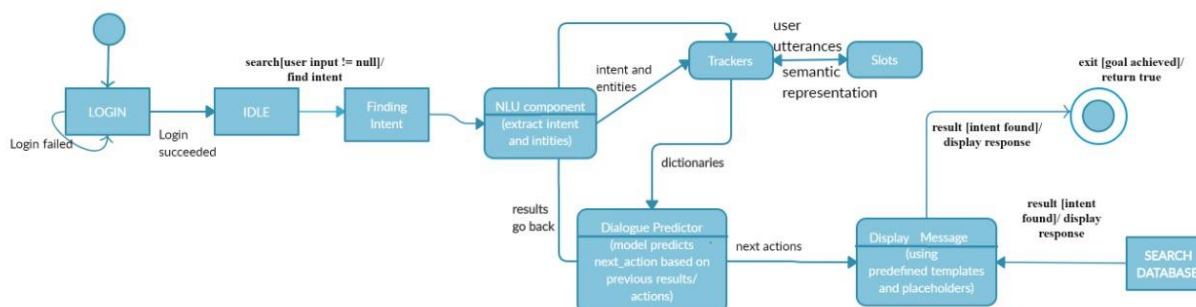 LOGIN
Login failed
Login
succeeded
IDLE
search[user input != null]/
find intent
Finding
Intent
NLU component
(extract intent
and intities)
intent and
entities
Trackers
user
utterances
semantic
representation
Slots
dictionaries
results
go back
Dialogue Predictor
(model predicts
next_action based on
previous results/
actions)
next actions
Display Message
(using
predefined templates
and placeholders)
result [intent found]/
display response
exit [goal achieved]/
return true
result [intent
found]/ display
response
SEARCH
DATABASE